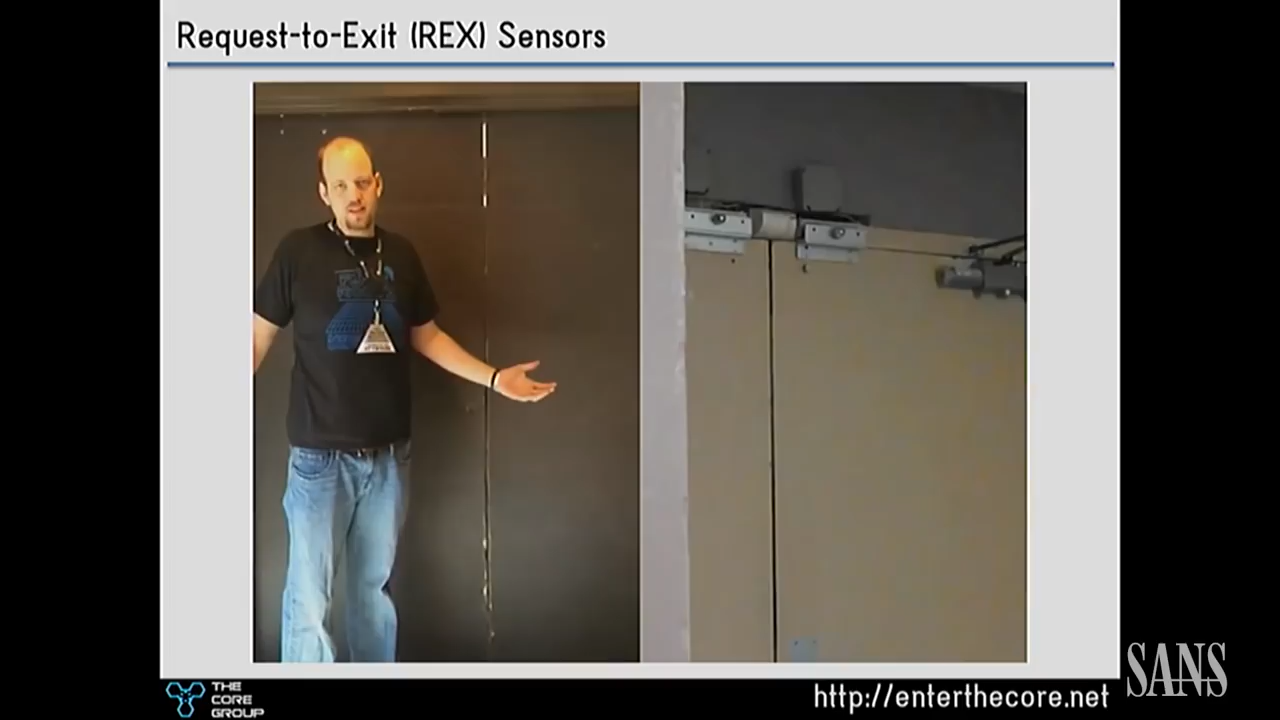 Request-to-Exit (REX) Sensors
THE
CORE
GROUP
http://enterthecore.net
SANS